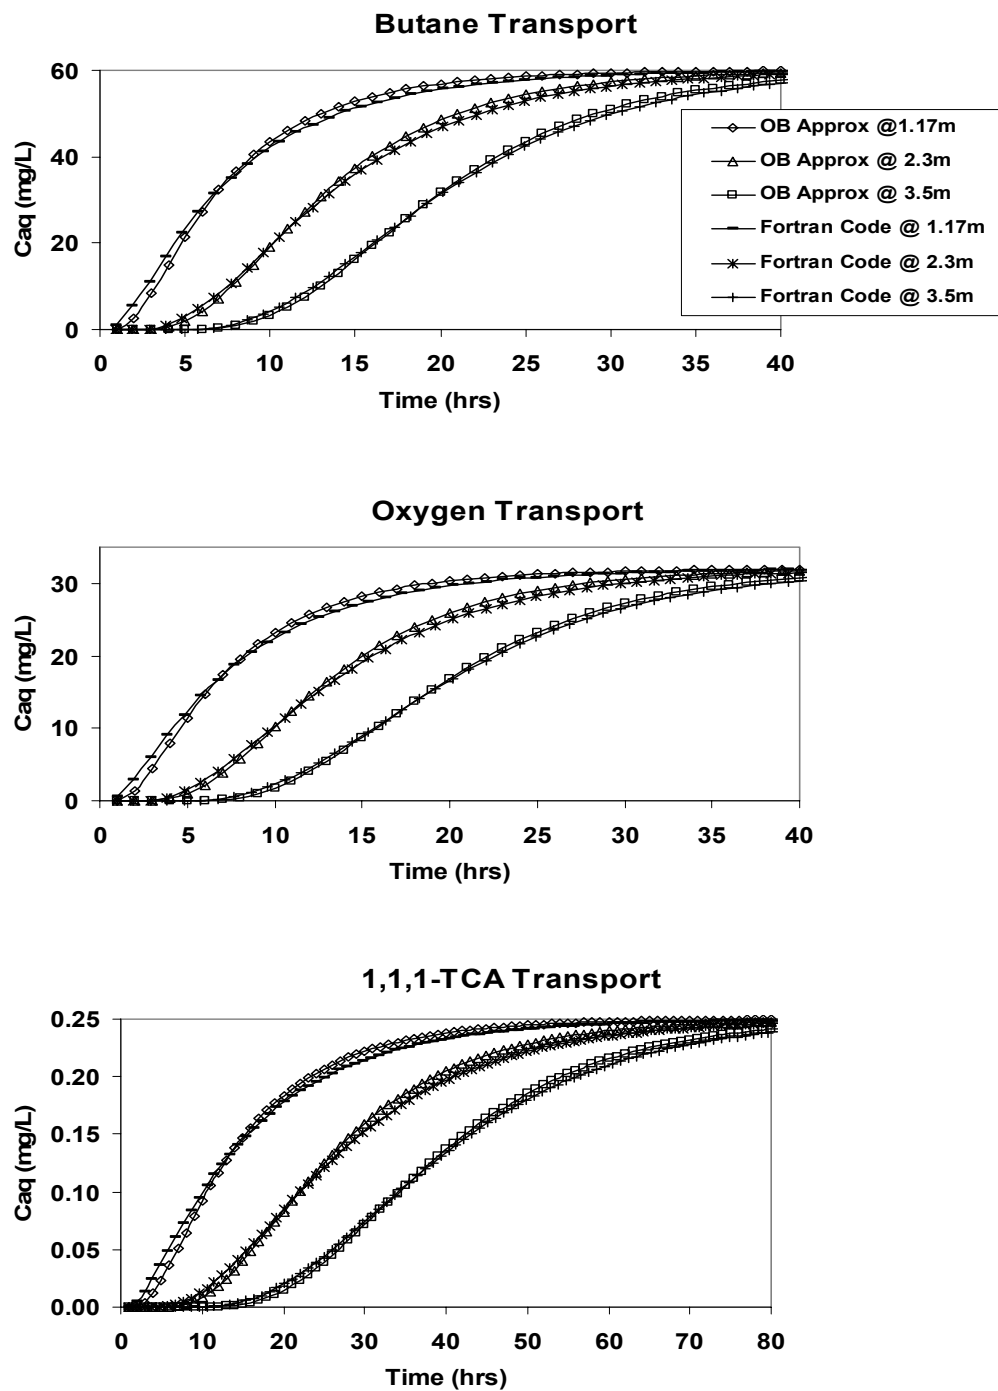 Butane Transport
60
40
20
0
Caq (mg/L)
0 5 10 15 20 25 30 35 40
Time (hrs)
OB Approx @1.17m
OB Approx @ 2.3m
OB Approx @ 3.5m
Fortran Code @ 1.17m
Fortran Code @ 2.3m
Fortran Code @ 3.5m
Oxygen Transport
30
20
10
0
Caq (mg/L)
0 5 10 15 20 25 30 35 40
Time (hrs)
1,1,1-TCA Transport
0.25
0.20
0.15
0.10
0.05
0.00
Caq (mg/L)
0 10 20 30 40 50 60 70 80
Time (hrs)